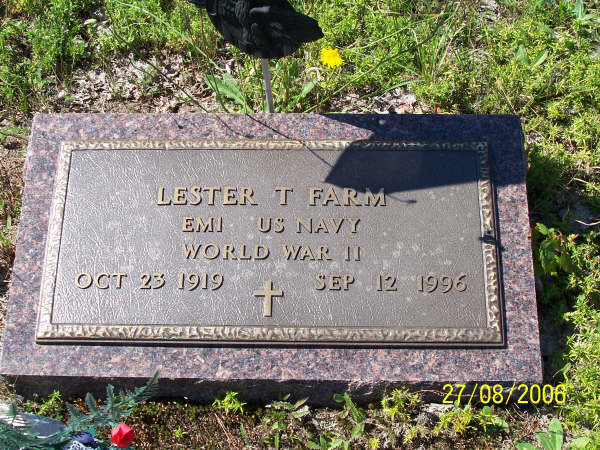 LESTER T FARM
EM1 US NAVY
WORLD WAR II
OCT 23 1919 SEP 12 1996
27/08/2006